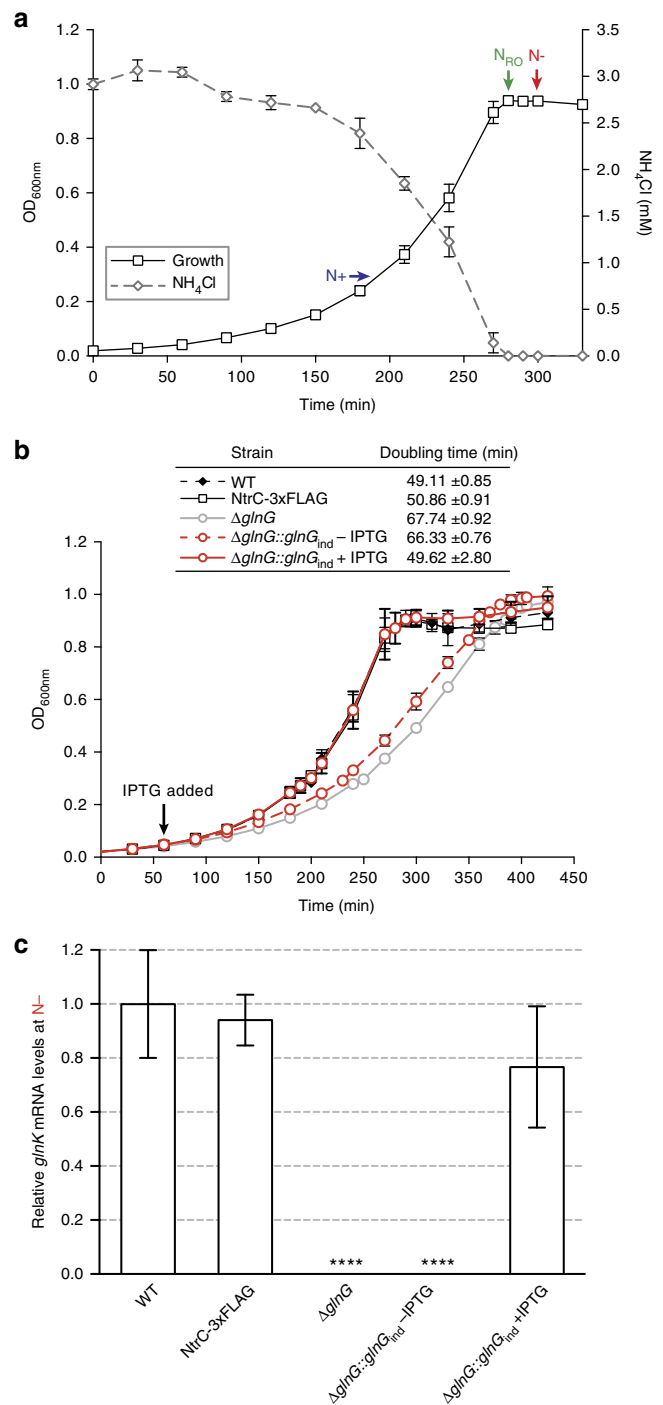 a
N_RO N-
1.2
1.0
0.8
0.6
0.4
0.2
0.0
OD600nm
3.5
3.0
2.5
2.0
1.5
1.0
0.5
0.0
NH4Cl (mM)
N+
Growth
NH4Cl
0 50 100 150 200 250 300
Time (min)
b
Strain Doubling time (min)
WT 49.11 ±0.85
NtrC-3xFLAG 50.86 ±0.91
ΔglnG 67.74 ±0.92
ΔglnG::glnGind – IPTG 66.33 ±0.76
ΔglnG::glnGind + IPTG 49.62 ±2.80
1.2
1.0
0.8
0.6
0.4
0.2
0.0
OD600nm
IPTG added
0 50 100 150 200 250 300 350 400 450
Time (min)
c
1.2
1.0
0.8
0.6
0.4
0.2
0.0
Relative glnK mRNA levels at N–
**** ****
WT
NtrC-3xFLAG
ΔglnG
ΔglnG::glnGind –IPTG
ΔglnG::glnGind +IPTG